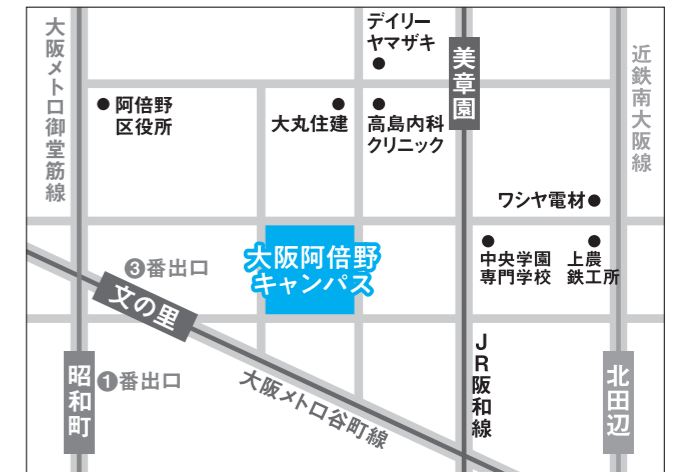 大阪メトロ御堂筋線
デイリー
ヤマザキ
美章園
近鉄南大阪線
阿倍野
区役所
大丸住建
高島内科
クリニック
ワシヤ電材
中央学園
専門学校
上農
鉄工所
大阪阿倍野
キャンパス
❸番出口
文の里
昭和町
❶番出口
大阪メトロ谷町線
JR阪和線
北田辺